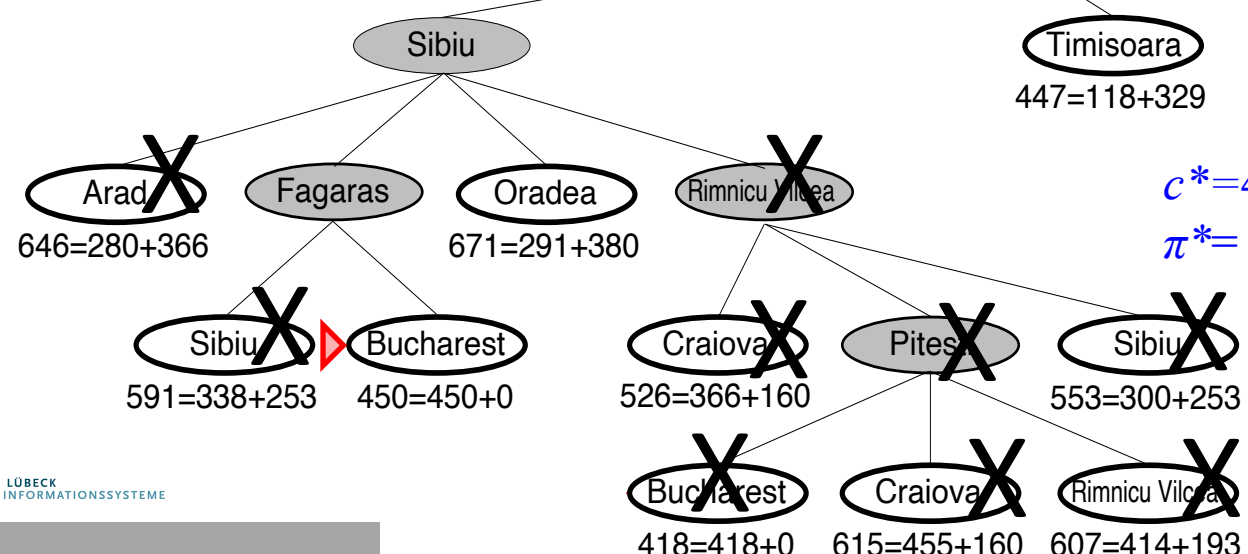 Sibiu
Timisoara
447=118+329
Arad
Fagaras
Oradea
Rimnicu Vilcea
646=280+366
671=291+380
c*=4
π*=
Sibiu
Bucharest
Craiova
Pitesti
Sibiu
591=338+253
450=450+0
526=366+160
553=300+253
LÜBECK
INFORMATIONSSYSTEME
Bucharest
Craiova
Rimnicu Vilcea
418=418+0
615=455+160
607=414+193